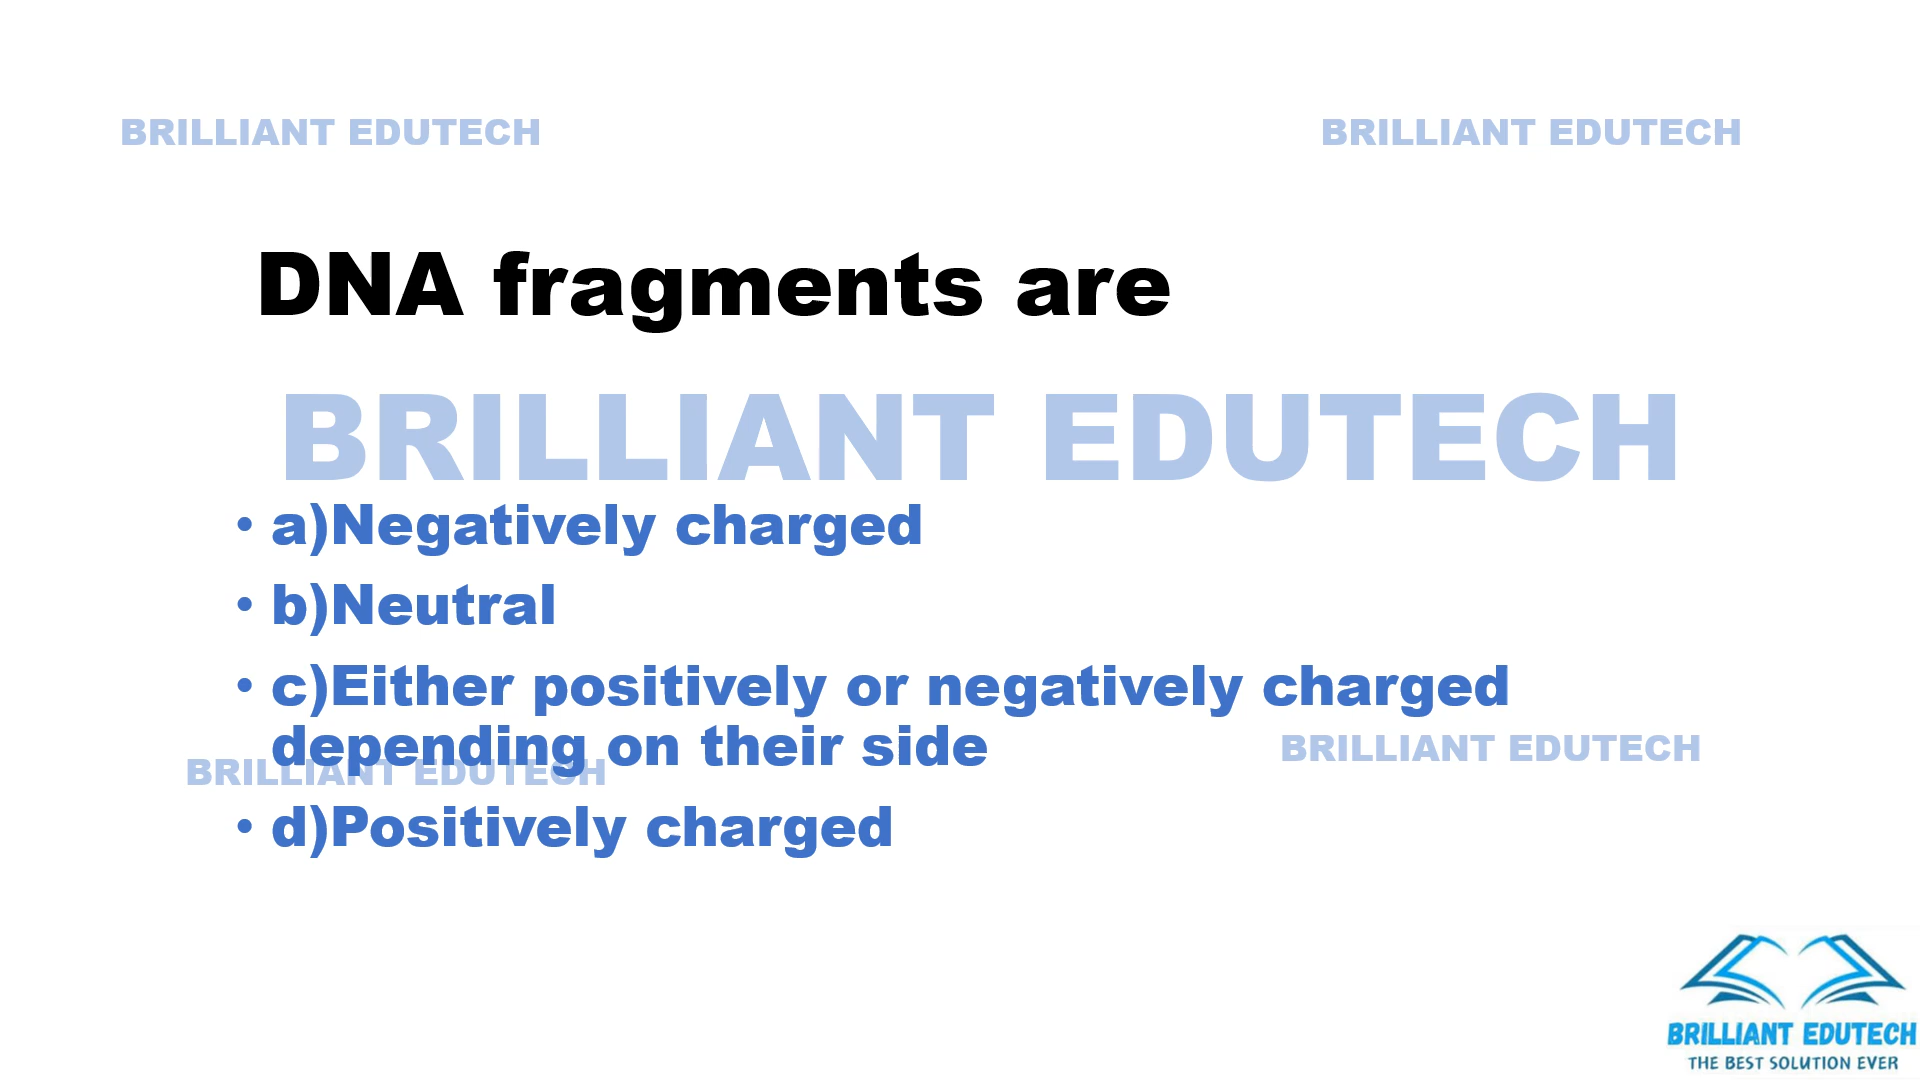 BRILLIANT EDUTECH
BRILLIANT EDUTECH
DNA fragments are
BRILLIANT EDUTECH
• a)Negatively charged
• b)Neutral
• c)Either positively or negatively charged
depending on their side
BRILLIANT EDUTECH
BRILLIANT EDUTECH
• d)Positively charged
BRILLIANT EDUTECH
THE BEST SOLUTION EVER